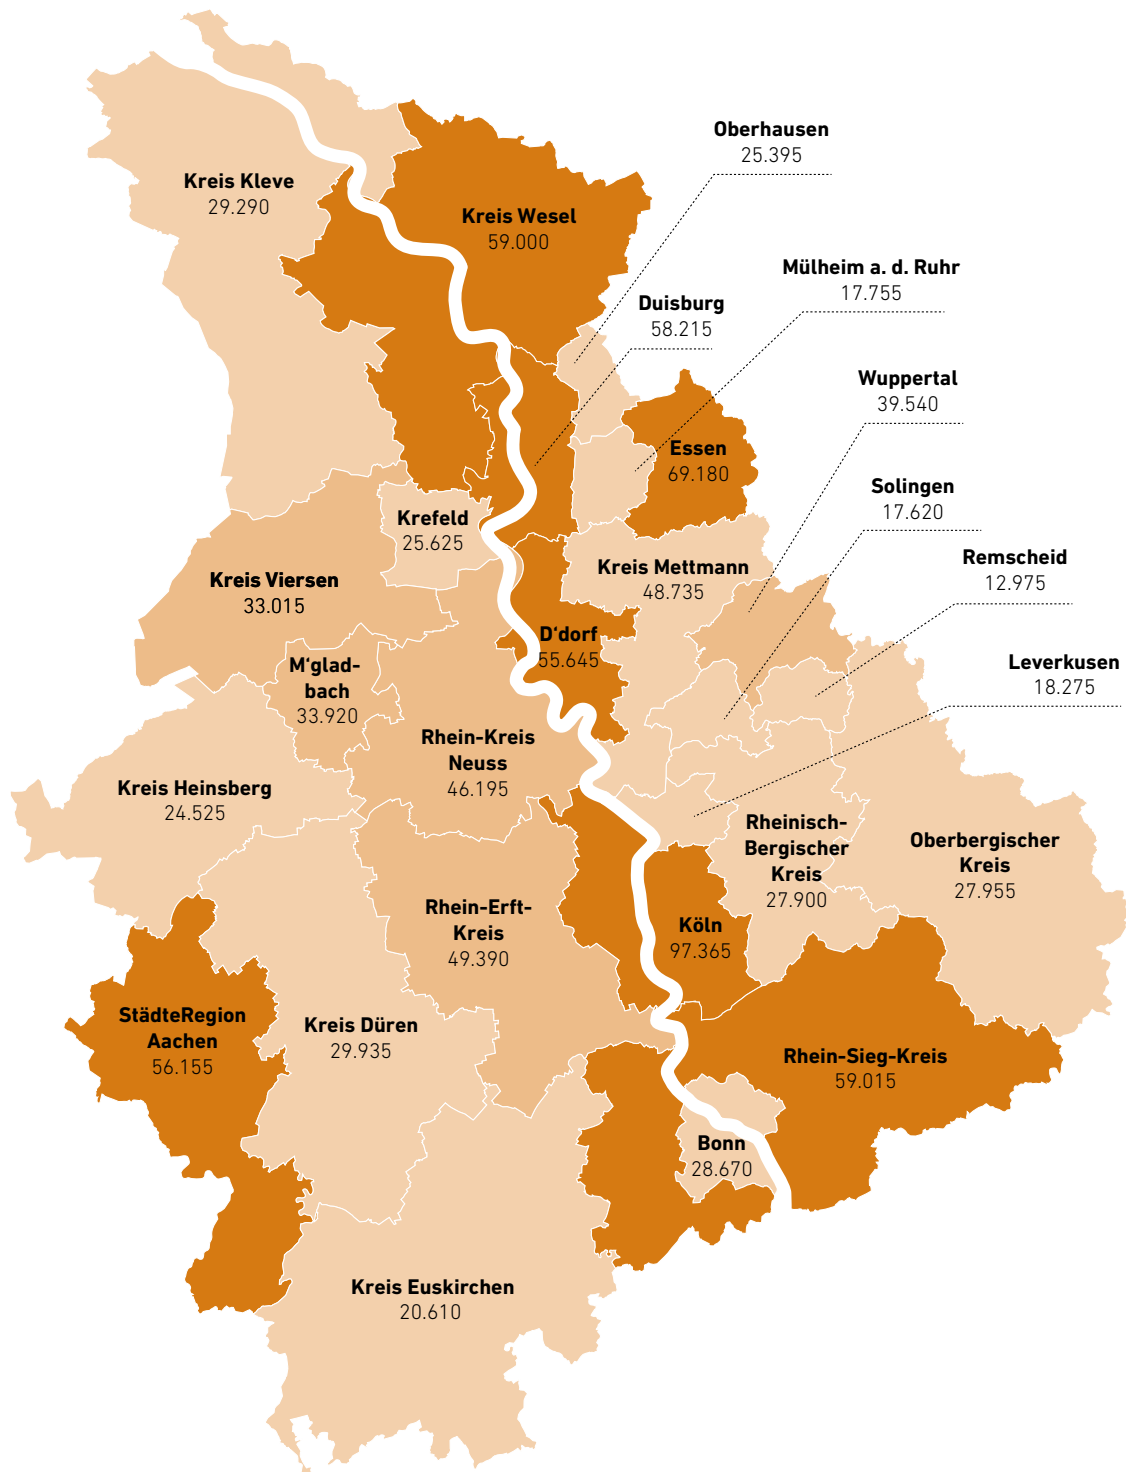 Oberhausen
25.395
Kreis Kleve
29.290
Kreis Wesel
59.000
Mülheim a. d. Ruhr
17.755
Duisburg
58.215
Wuppertal
39.540
Essen
69.180
Solingen
17.620
Krefeld
25.625
Remscheid
12.975
Kreis Viersen
33.015
Kreis Mettmann
48.735
D‘dorf
55.645
Leverkusen
18.275
M‘glad-
bach
33.920
Rhein-Kreis
Neuss
46.195
Kreis Heinsberg
24.525
Rheinisch-
Bergischer
Kreis
27.900
Oberbergischer
Kreis
27.955
Rhein-Erft-
Kreis
49.390
Köln
97.365
StädteRegion
Aachen
56.155
Kreis Düren
29.935
Rhein-Sieg-Kreis
59.015
Bonn
28.670
Kreis Euskirchen
20.610